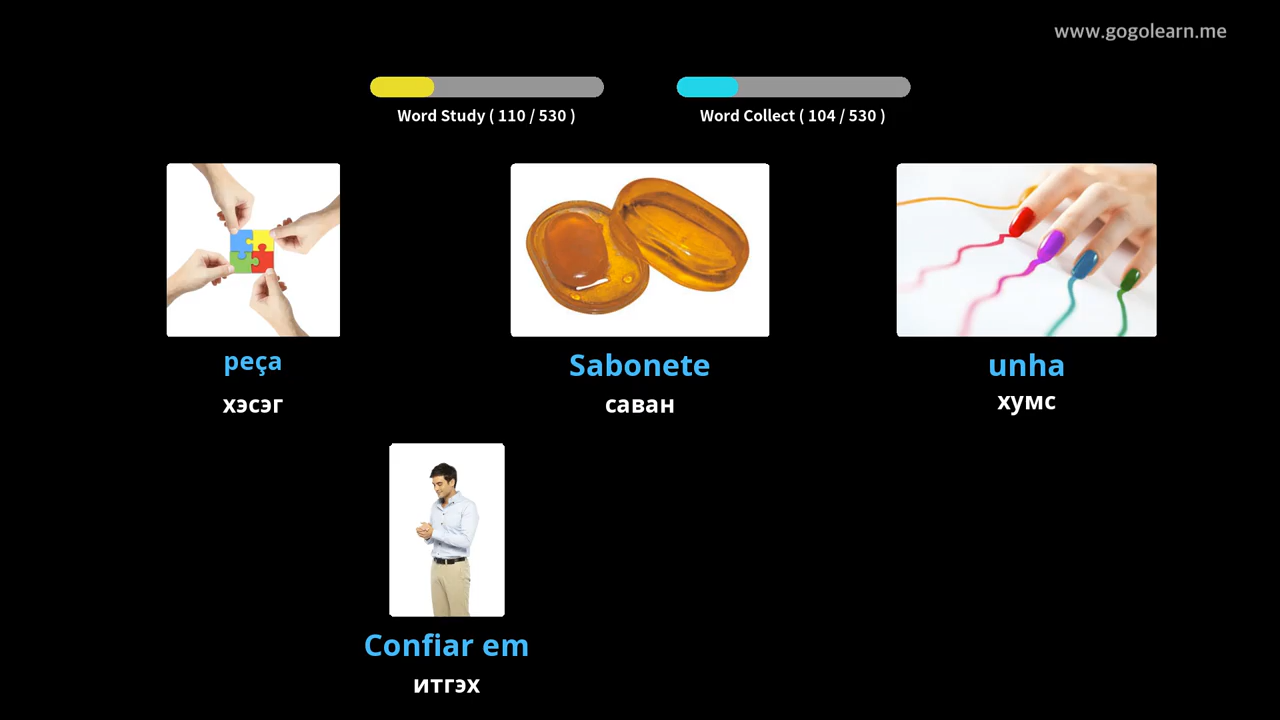 www.gogolearn.me
Word Study ( 110 / 530 )
Word Collect ( 104 / 530 )
peça
Sabonete
unha
хэсэг
саван
хумс
Confiar em
итгэх